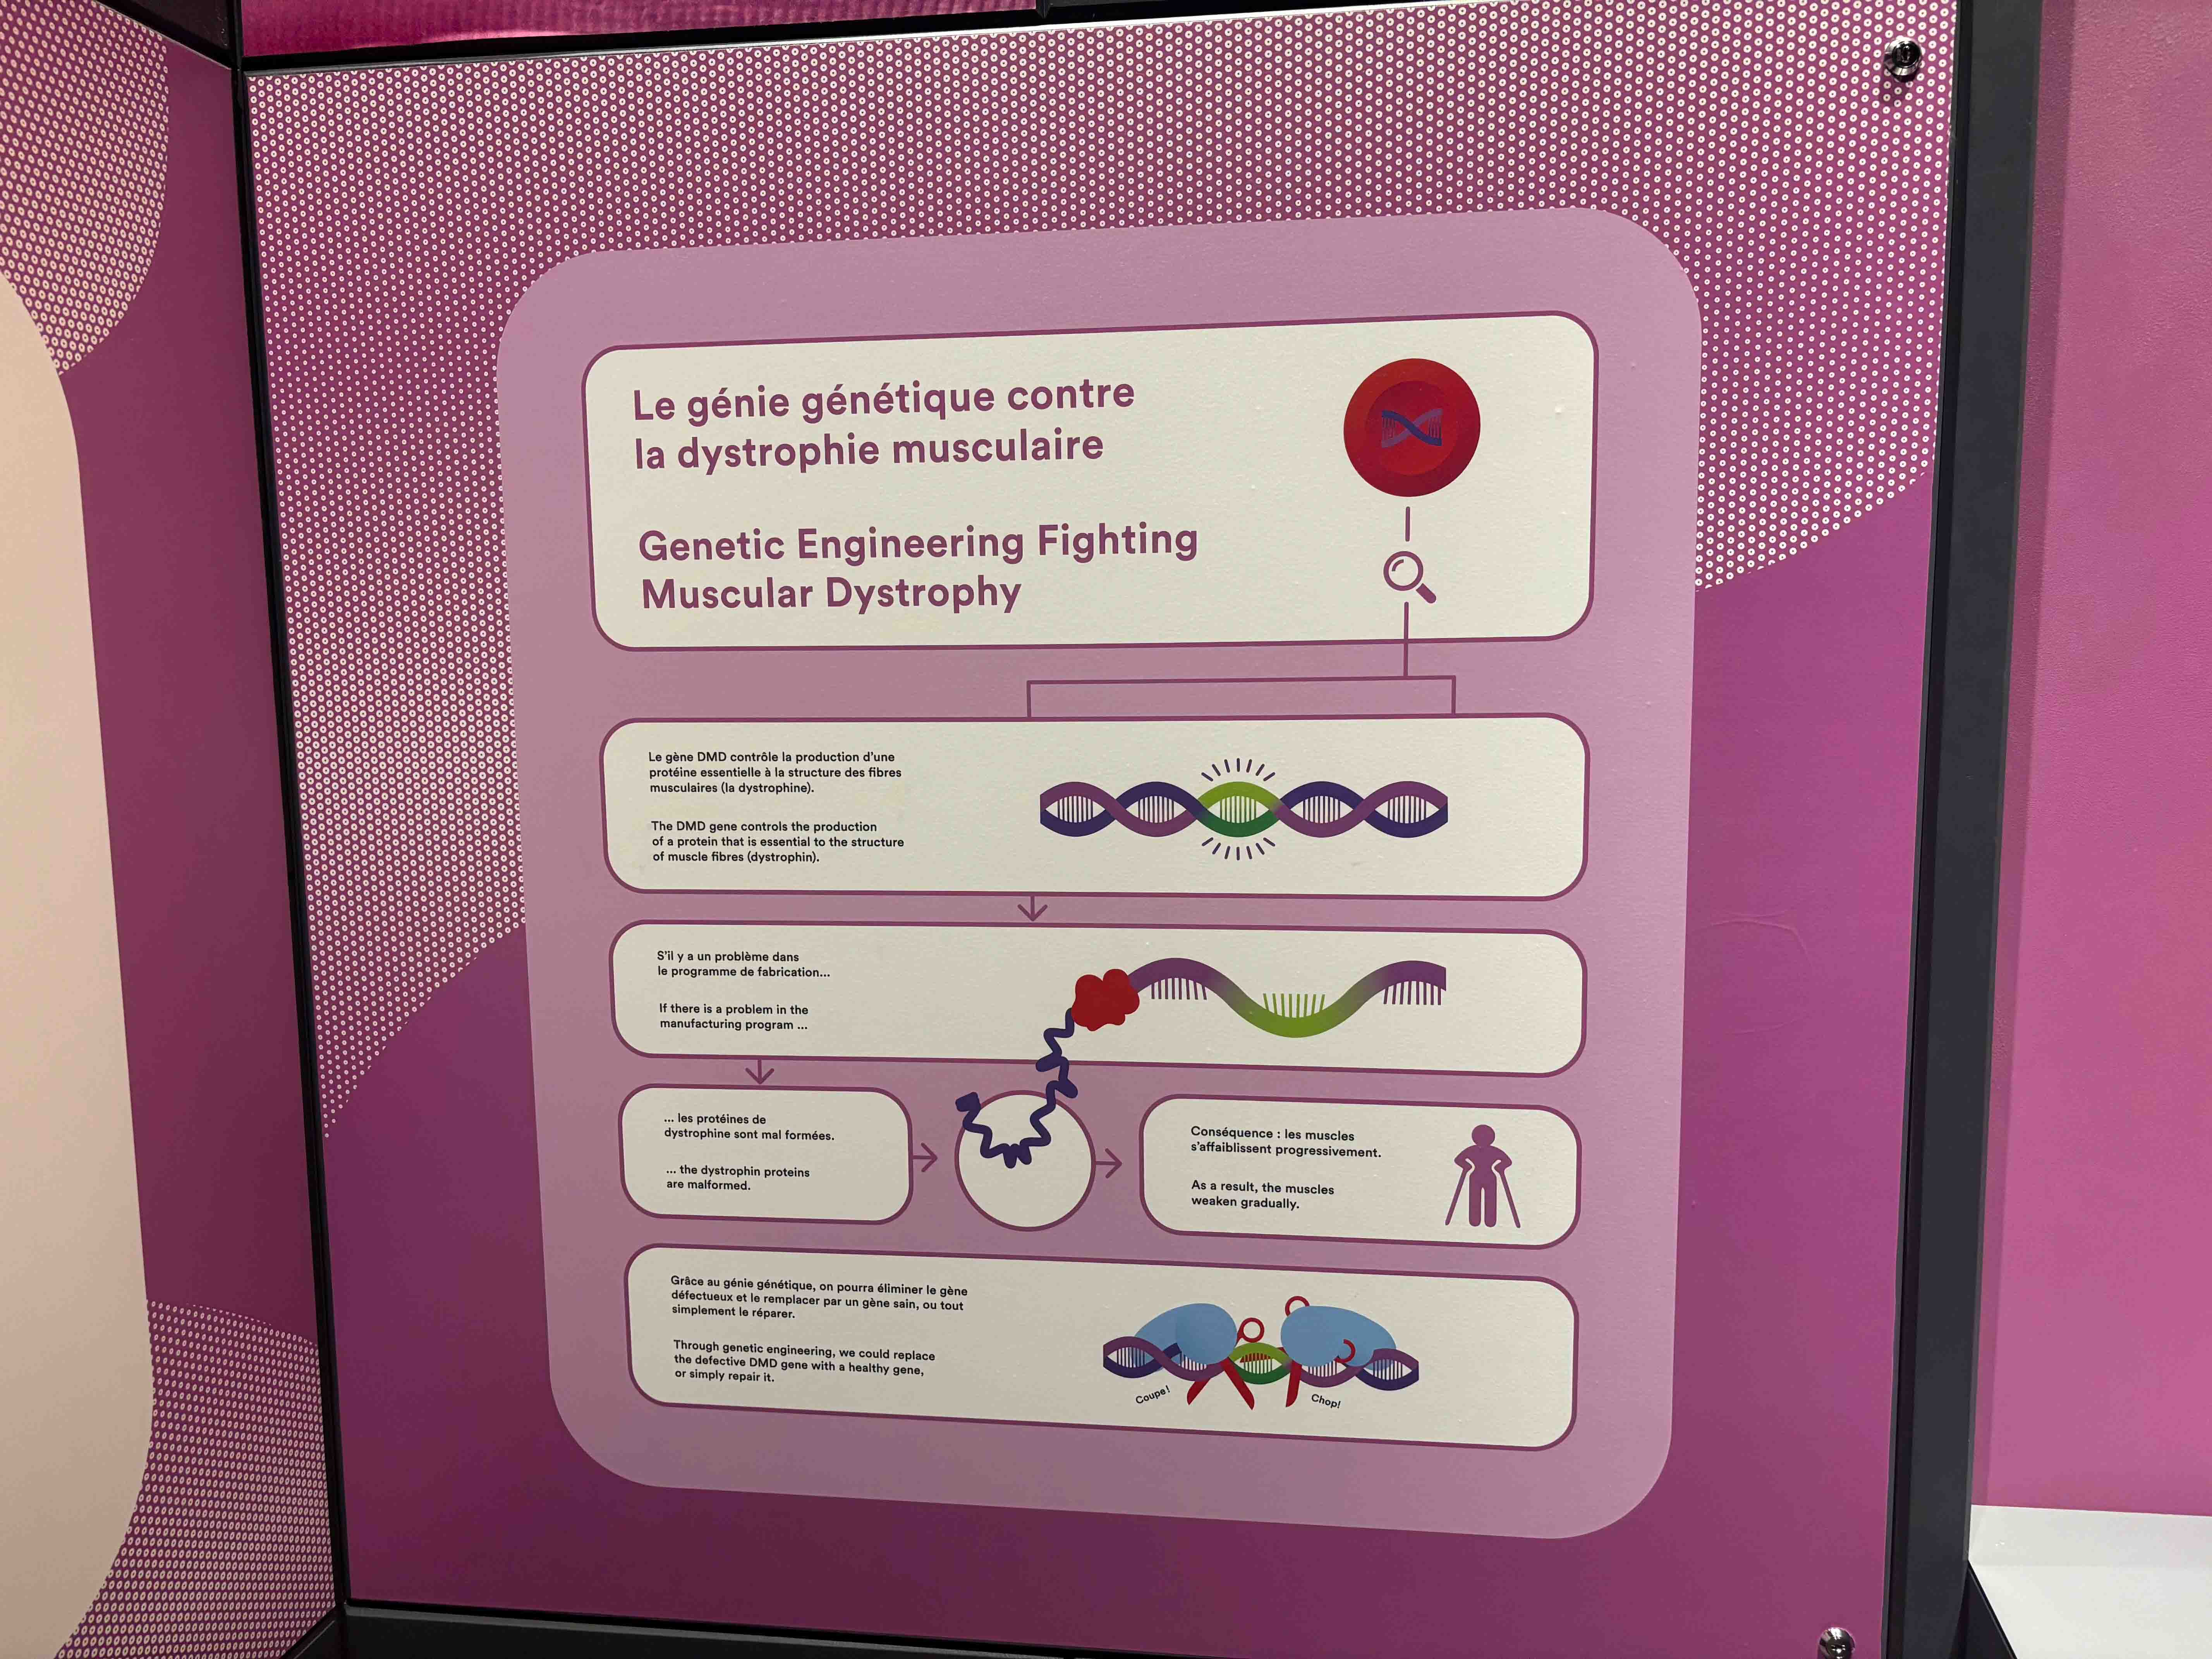 Le génie génétique contre
la dystrophie musculaire
Genetic Engineering Fighting
Muscular Dystrophy
Le gène DMD contrôle la production d'une
protéine essentielle à la structure des fibres
musculaires (la dystrophine).
The DMD gene controls the production
of a protein that is essential to the structure
of muscle fibres (dystrophin).
S'il y a un problème dans
le programme de fabrication...
If there is a problem in the
manufacturing program ...
... les protéines de
dystrophine sont mal formées.
... the dystrophin proteins
are malformed.
Conséquence : les muscles
s'affaiblissent progressivement.
As a result, the muscles
weaken gradually.
Grâce au génie génétique, on pourra éliminer le gène
défectueux et le remplacer par un gène sain, ou tout
simplement le réparer.
Through genetic engineering, we could replace
the defective DMD gene with a healthy gene,
or simply repair it.
Coupe!
Chop!